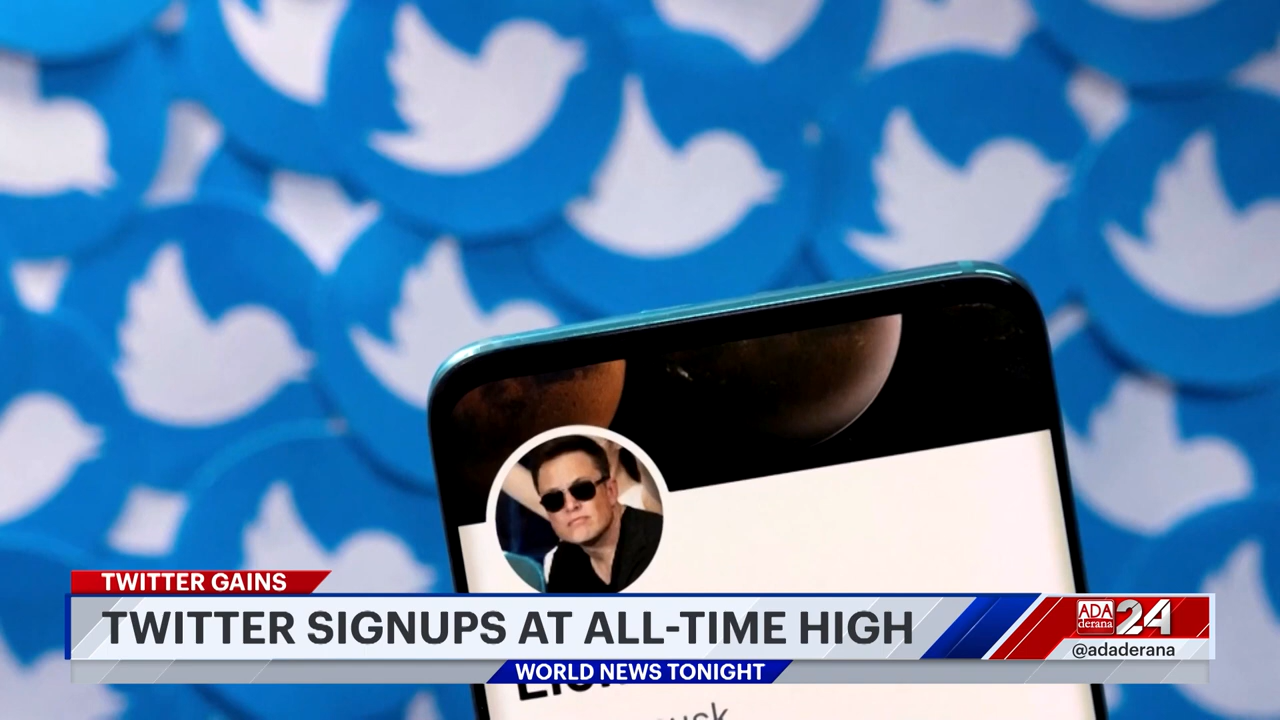 TWITTER GAINS
TWITTER SIGNUPS AT ALL-TIME HIGH
ADA
derana
24
@adaderana
WORLD NEWS TONIGHT